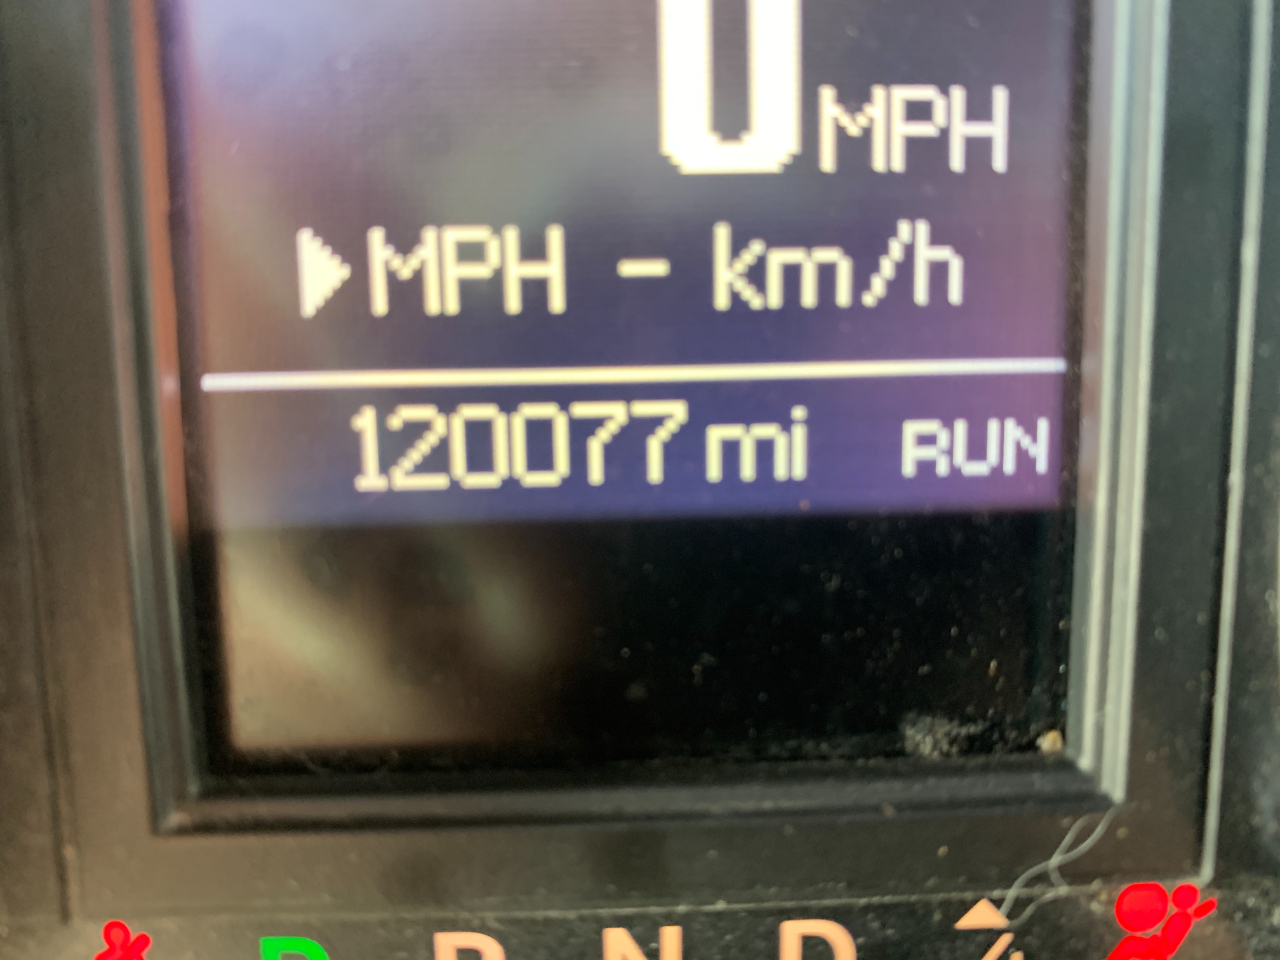 0 MPH
▶MPH - km/h
120077 mi RUN
P R N D